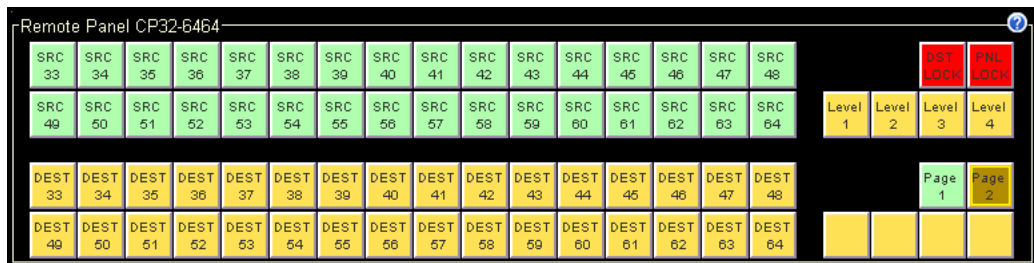 Remote Panel CP32-6464
?
SRC SRC SRC SRC SRC SRC SRC SRC SRC SRC SRC SRC SRC SRC SRC SRC DST PNL
33 34 35 36 37 38 39 40 41 42 43 44 45 46 47 48 LOCK LOCK
SRC SRC SRC SRC SRC SRC SRC SRC SRC SRC SRC SRC SRC SRC SRC SRC Level Level Level Level
49 50 51 52 53 54 55 56 57 58 59 60 61 62 63 64 1 2 3 4
DEST DEST DEST DEST DEST DEST DEST DEST DEST DEST DEST DEST DEST DEST DEST DEST Page Page
33 34 35 36 37 38 39 40 41 42 43 44 45 46 47 48 1 2
DEST DEST DEST DEST DEST DEST DEST DEST DEST DEST DEST DEST DEST DEST DEST DEST
49 50 51 52 53 54 55 56 57 58 59 60 61 62 63 64